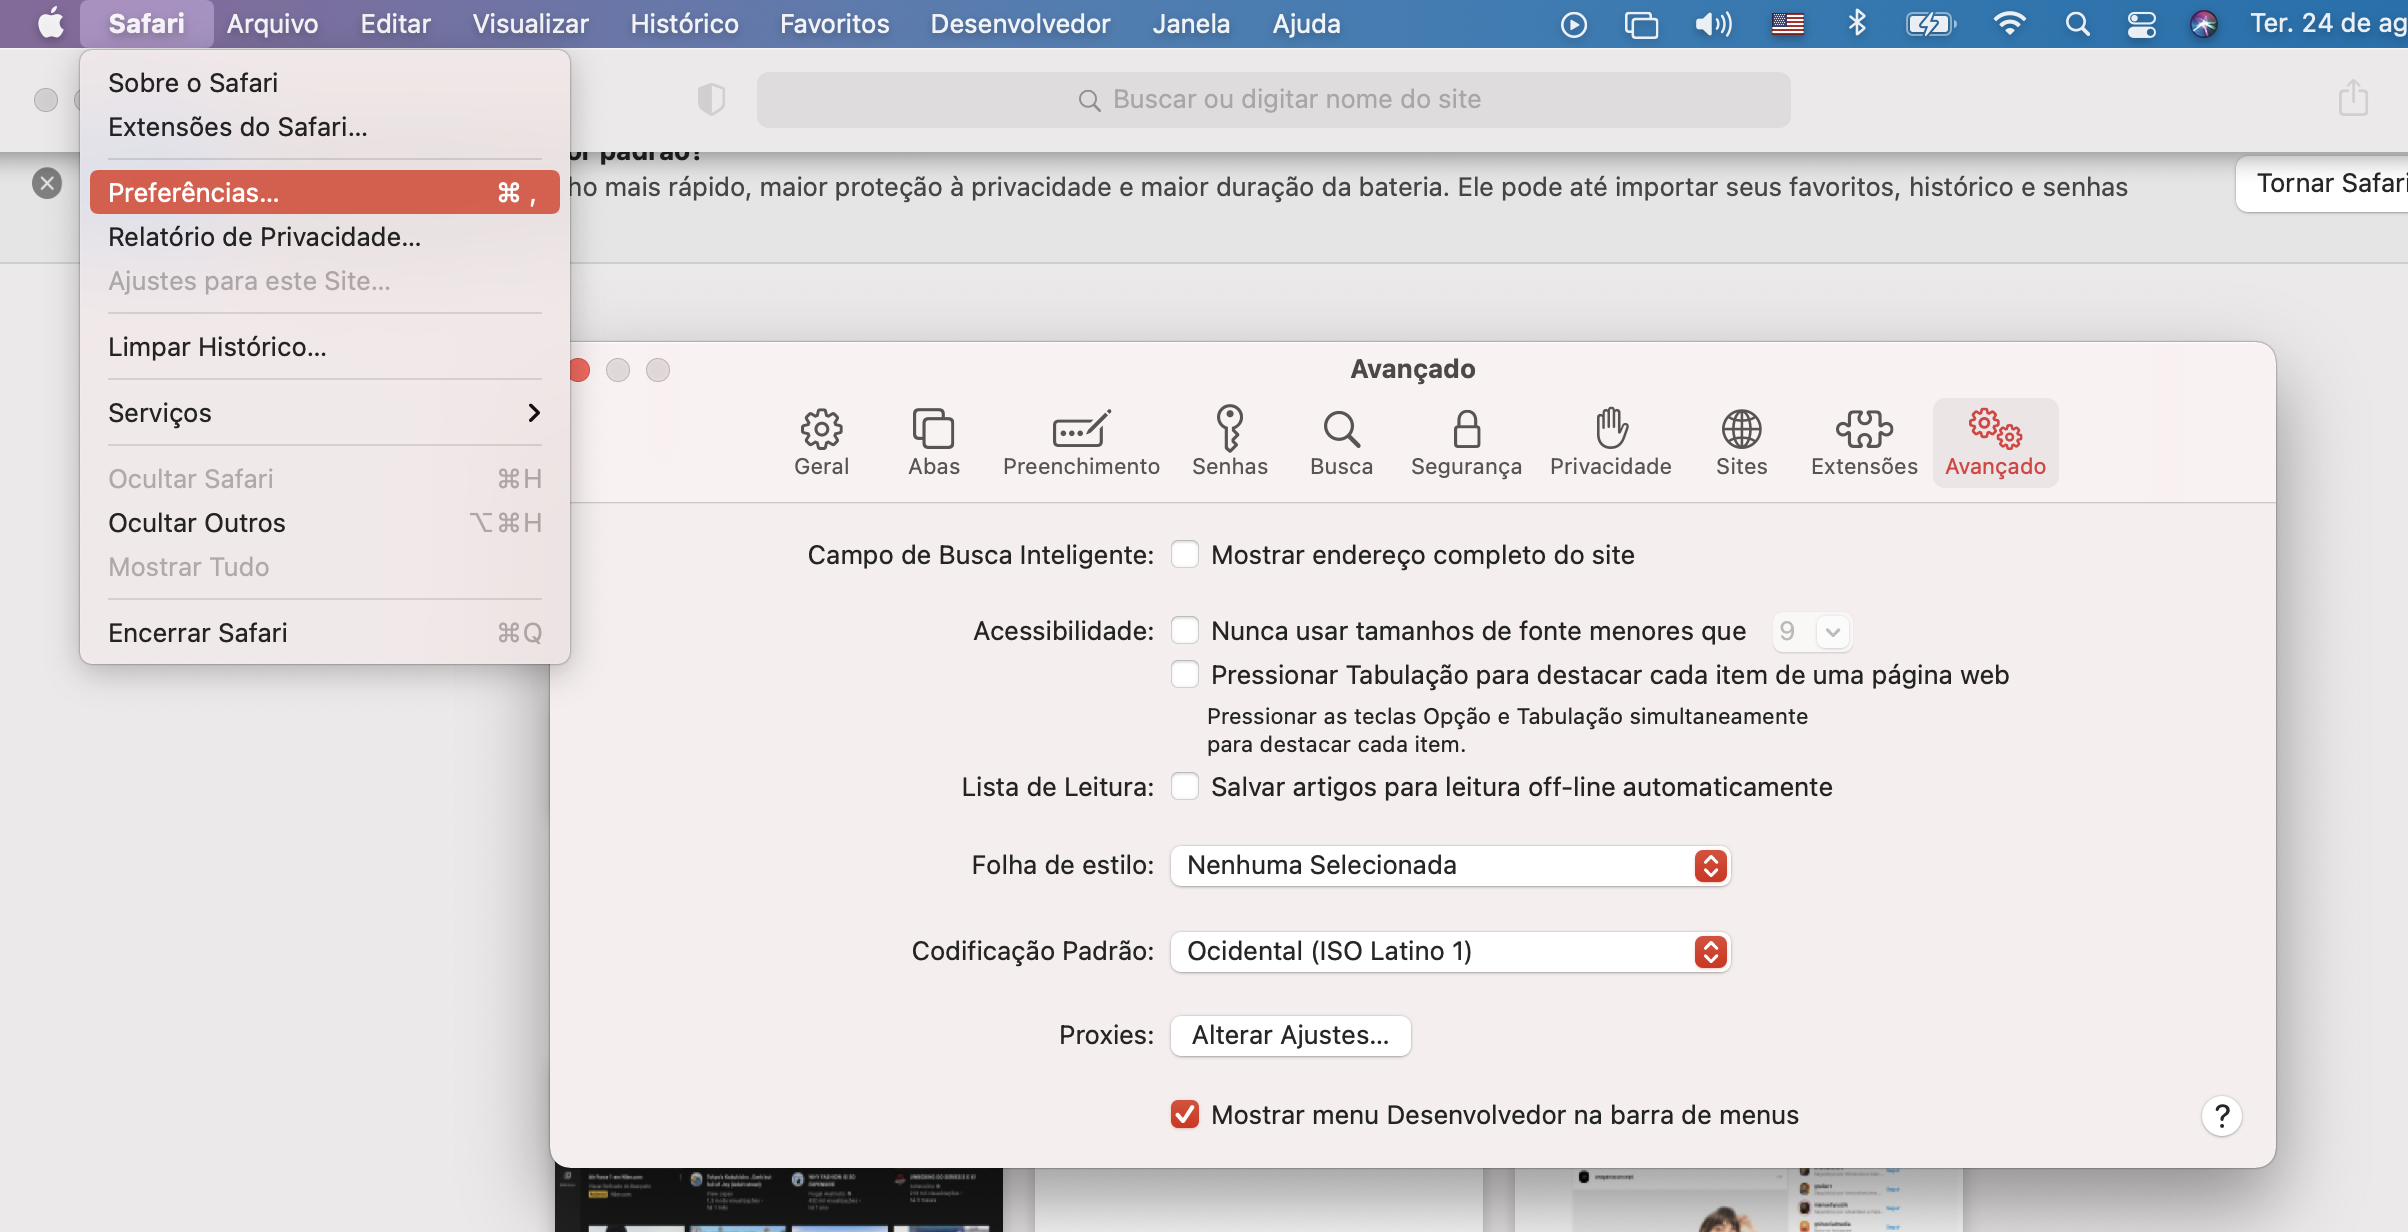 Safari Arquivo Editar Visualizar Histórico Favoritos Desenvolvedor Janela Ajuda Ter. 24 de ag
Buscar ou digitar nome do site
or padrão?
ho mais rápido, maior proteção à privacidade e maior duração da bateria. Ele pode até importar seus favoritos, histórico e senhas
Tornar Safari
Sobre o Safari
Extensões do Safari...
Preferências... ⌘ ,
Relatório de Privacidade...
Ajustes para este Site...
Limpar Histórico...
Serviços
Ocultar Safari ⌘H
Ocultar Outros ⌥⌘H
Mostrar Tudo
Encerrar Safari ⌘Q
Avançado
Geral Abas Preenchimento Senhas Busca Segurança Privacidade Sites Extensões Avançado
Campo de Busca Inteligente: Mostrar endereço completo do site
Acessibilidade: Nunca usar tamanhos de fonte menores que 9
Pressionar Tabulação para destacar cada item de uma página web
Pressionar as teclas Opção e Tabulação simultaneamente
para destacar cada item.
Lista de Leitura: Salvar artigos para leitura off-line automaticamente
Folha de estilo: Nenhuma Selecionada
Codificação Padrão: Ocidental (ISO Latino 1)
Proxies: Alterar Ajustes...
Mostrar menu Desenvolvedor na barra de menus
?